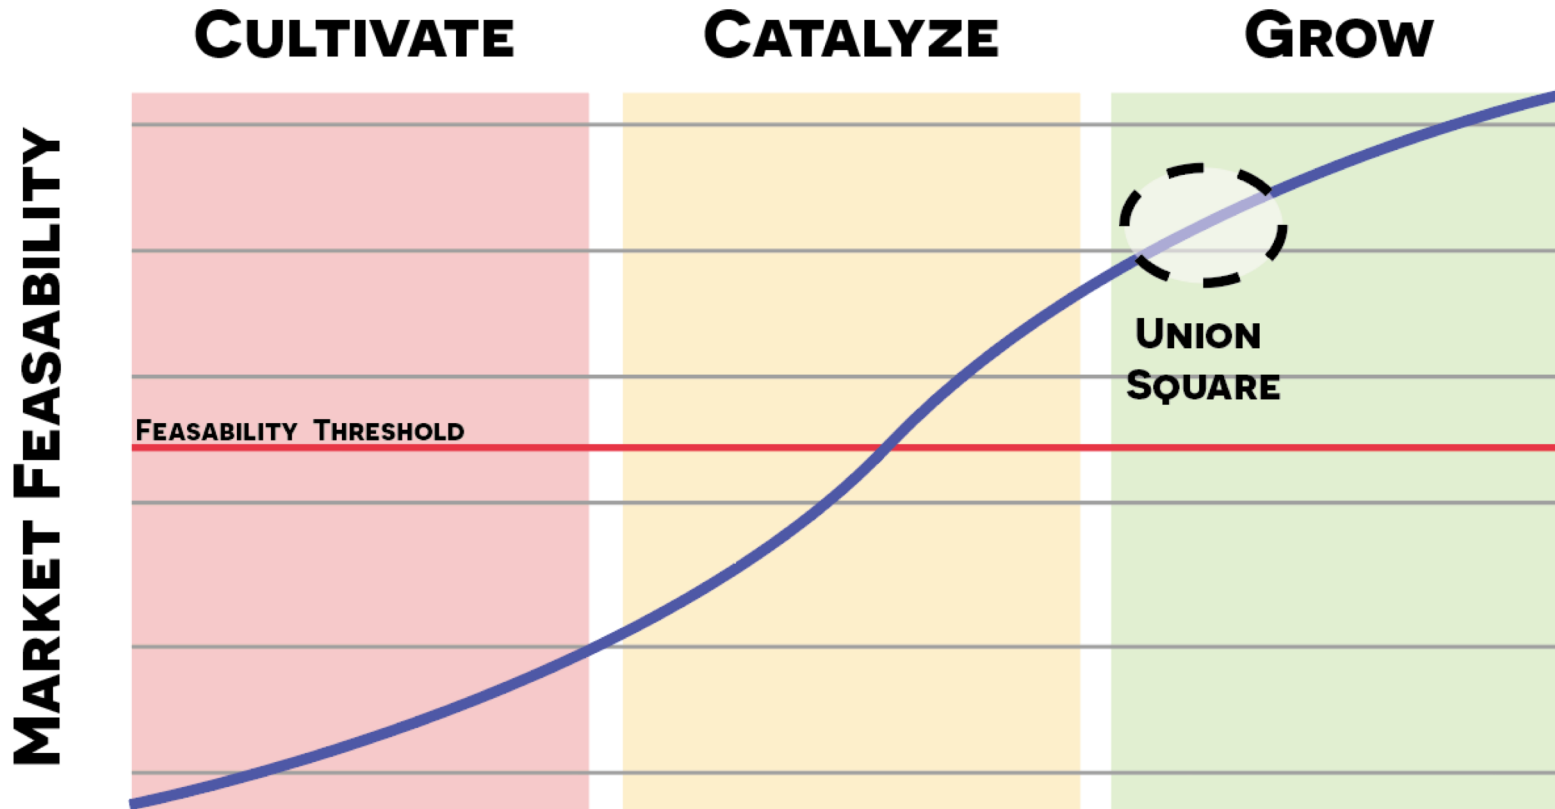 Cultivate
Catalyze
Grow
Market Feasability
Feasability Threshold
Union
Square